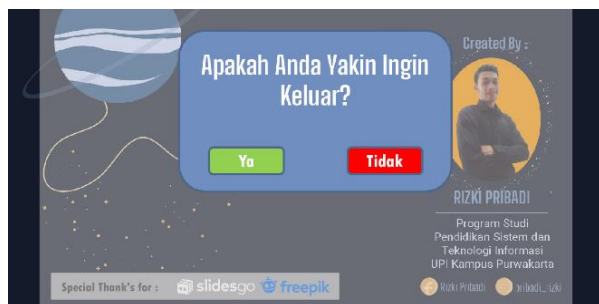 Apakah Anda Yakin Ingin
Keluar?
Ya
Tidak
Created By :
RIZKI PRIBADI
Program Studi
Pendidikan Sistem dan
Teknologi Informasi
UPI Kampus Purwakarta
Rizki Pribadi pribadi_rizki
Special Thank's for : slidesgo freepik